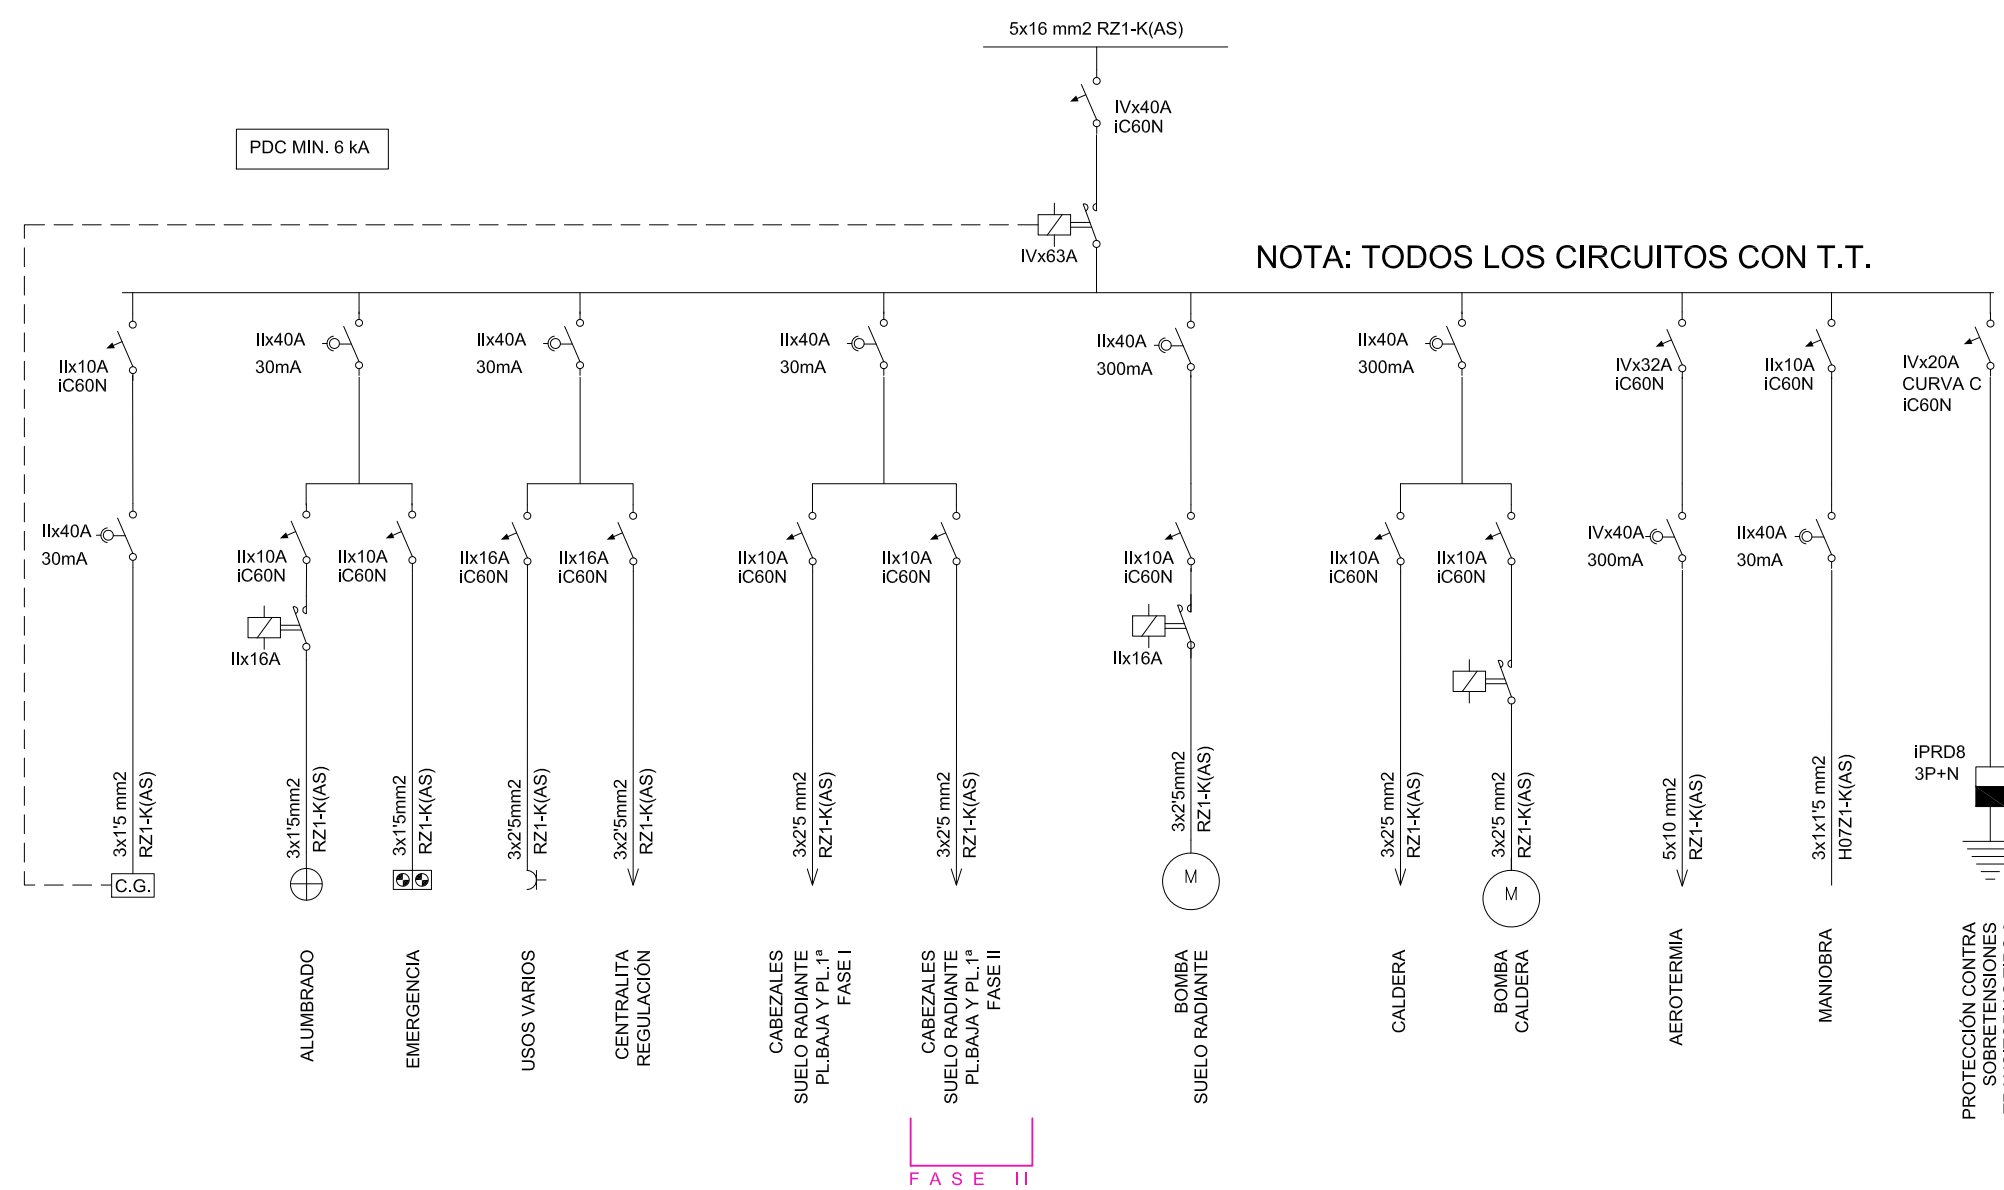 5x16 mm2 RZ1-K(AS)
IVx40A
iC60N
PDC MIN. 6 kA
IVx63A
NOTA: TODOS LOS CIRCUITOS CON T.T.
IIx10A
iC60N
IIx40A
30mA
IIx40A
30mA
IIx40A
30mA
IIx40A
300mA
IIx40A
300mA
IVx32A
iC60N
IIx10A
iC60N
IVx20A
CURVA C
iC60N
IIx40A
30mA
IIx10A
iC60N
IIx10A
iC60N
IIx16A
iC60N
IIx16A
iC60N
IIx10A
iC60N
IIx10A
iC60N
IIx10A
iC60N
IIx10A
iC60N
IIx10A
iC60N
IVx40A
300mA
IIx40A
30mA
IIx16A
IIx16A
3x1'5 mm2
RZ1-K(AS)
3x1'5mm2
RZ1-K(AS)
3x1'5mm2
RZ1-K(AS)
3x2'5mm2
RZ1-K(AS)
3x2'5mm2
RZ1-K(AS)
3x2'5 mm2
RZ1-K(AS)
3x2'5 mm2
RZ1-K(AS)
3x2'5mm2
RZ1-K(AS)
3x2'5 mm2
RZ1-K(AS)
3x2'5 mm2
RZ1-K(AS)
5x10 mm2
RZ1-K(AS)
3x1x1'5 mm2
H07Z1-K(AS)
iPRD8
3P+N
C.G.
M
M
ALUMBRADO
EMERGENCIA
USOS VARIOS
CENTRALITA
REGULACIÓN
CABEZALES
SUELO RADIANTE
PL.BAJA Y PL.1ª
FASE I
CABEZALES
SUELO RADIANTE
PL.BAJA Y PL.1ª
FASE II
BOMBA
SUELO RADIANTE
CALDERA
BOMBA
CALDERA
AEROTERMIA
MANIOBRA
PROTECCIÓN CONTRA
SOBRETENSIONES
FASE II